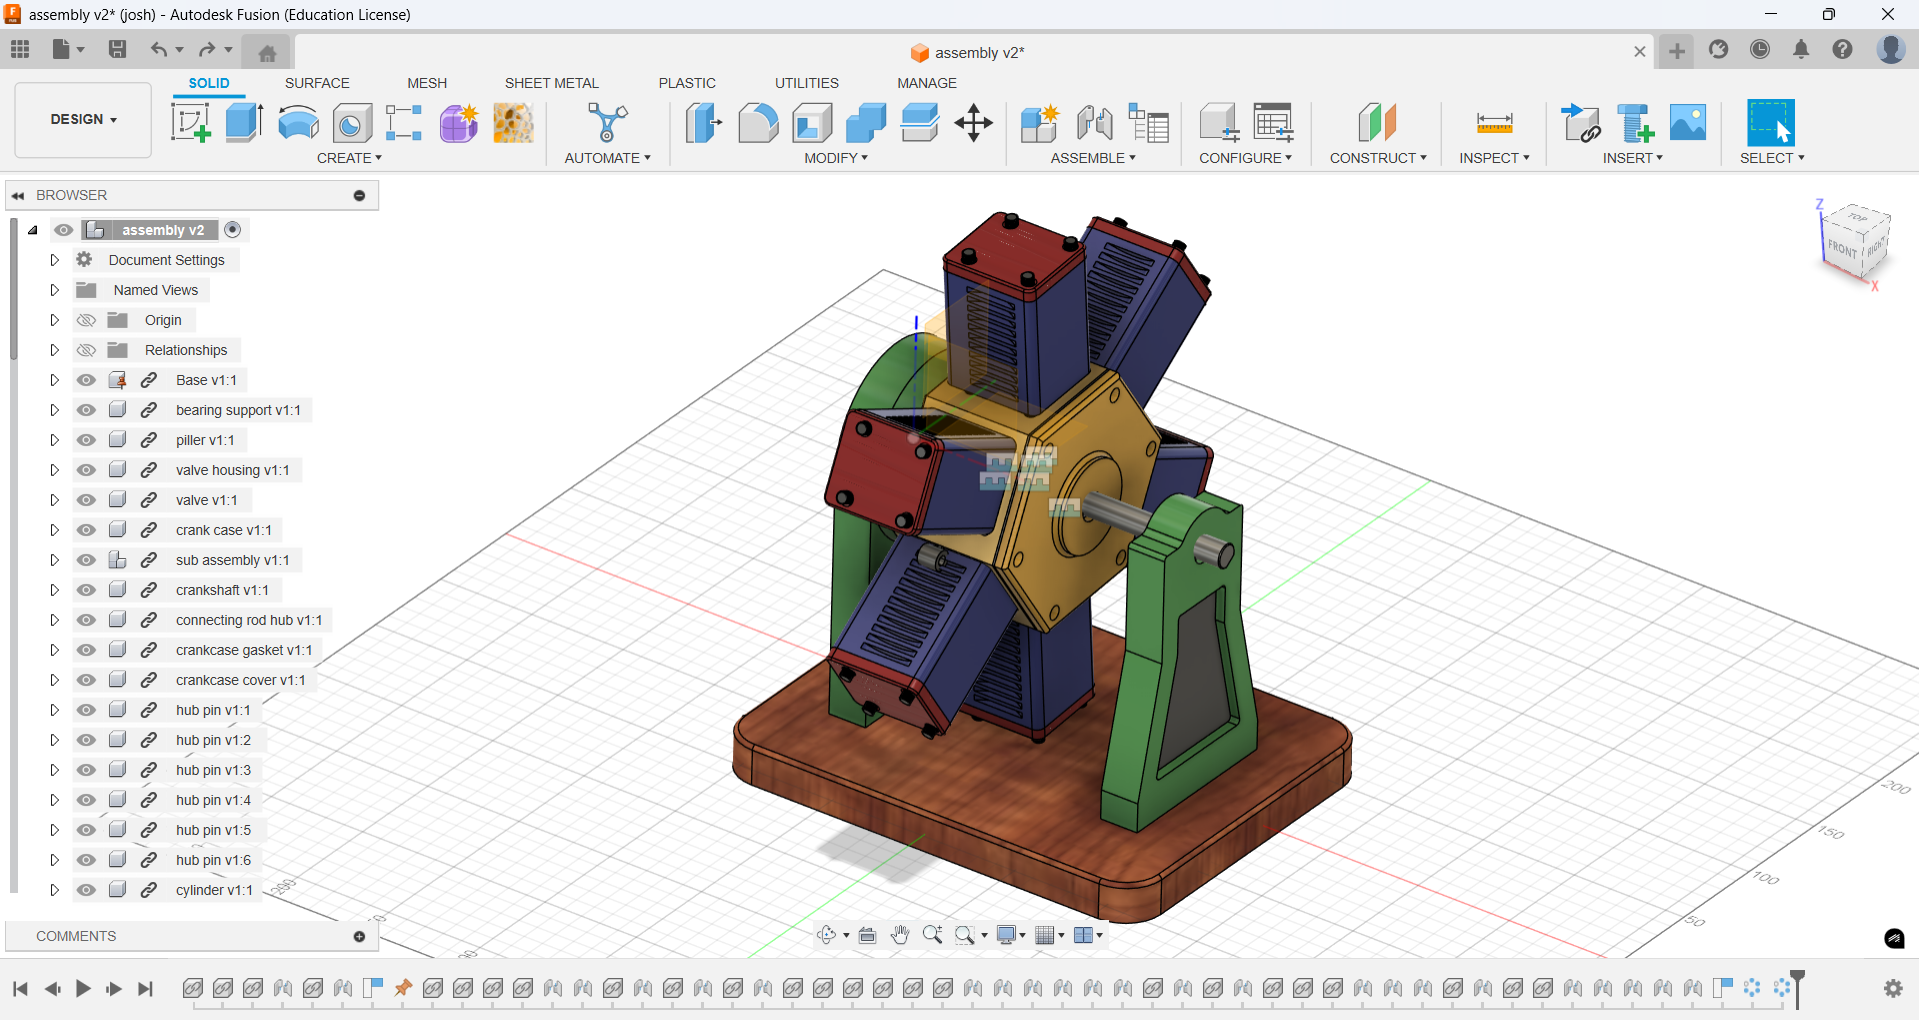 assembly v2* (josh) - Autodesk Fusion (Education License)
assembly v2*
SOLID SURFACE MESH SHEET METAL PLASTIC UTILITIES MANAGE
DESIGN
CREATE AUTOMATE MODIFY ASSEMBLE CONFIGURE CONSTRUCT INSPECT INSERT SELECT
BROWSER
assembly v2
Document Settings
Named Views
Origin
Relationships
Base v1:1
bearing support v1:1
piller v1:1
valve housing v1:1
valve v1:1
crank case v1:1
sub assembly v1:1
crankshaft v1:1
connecting rod hub v1:1
crankcase gasket v1:1
crankcase cover v1:1
hub pin v1:1
hub pin v1:2
hub pin v1:3
hub pin v1:4
hub pin v1:5
hub pin v1:6
cylinder v1:1
COMMENTS
Z
TOP
FRONT
RIGHT
X
200
150
100
50
200